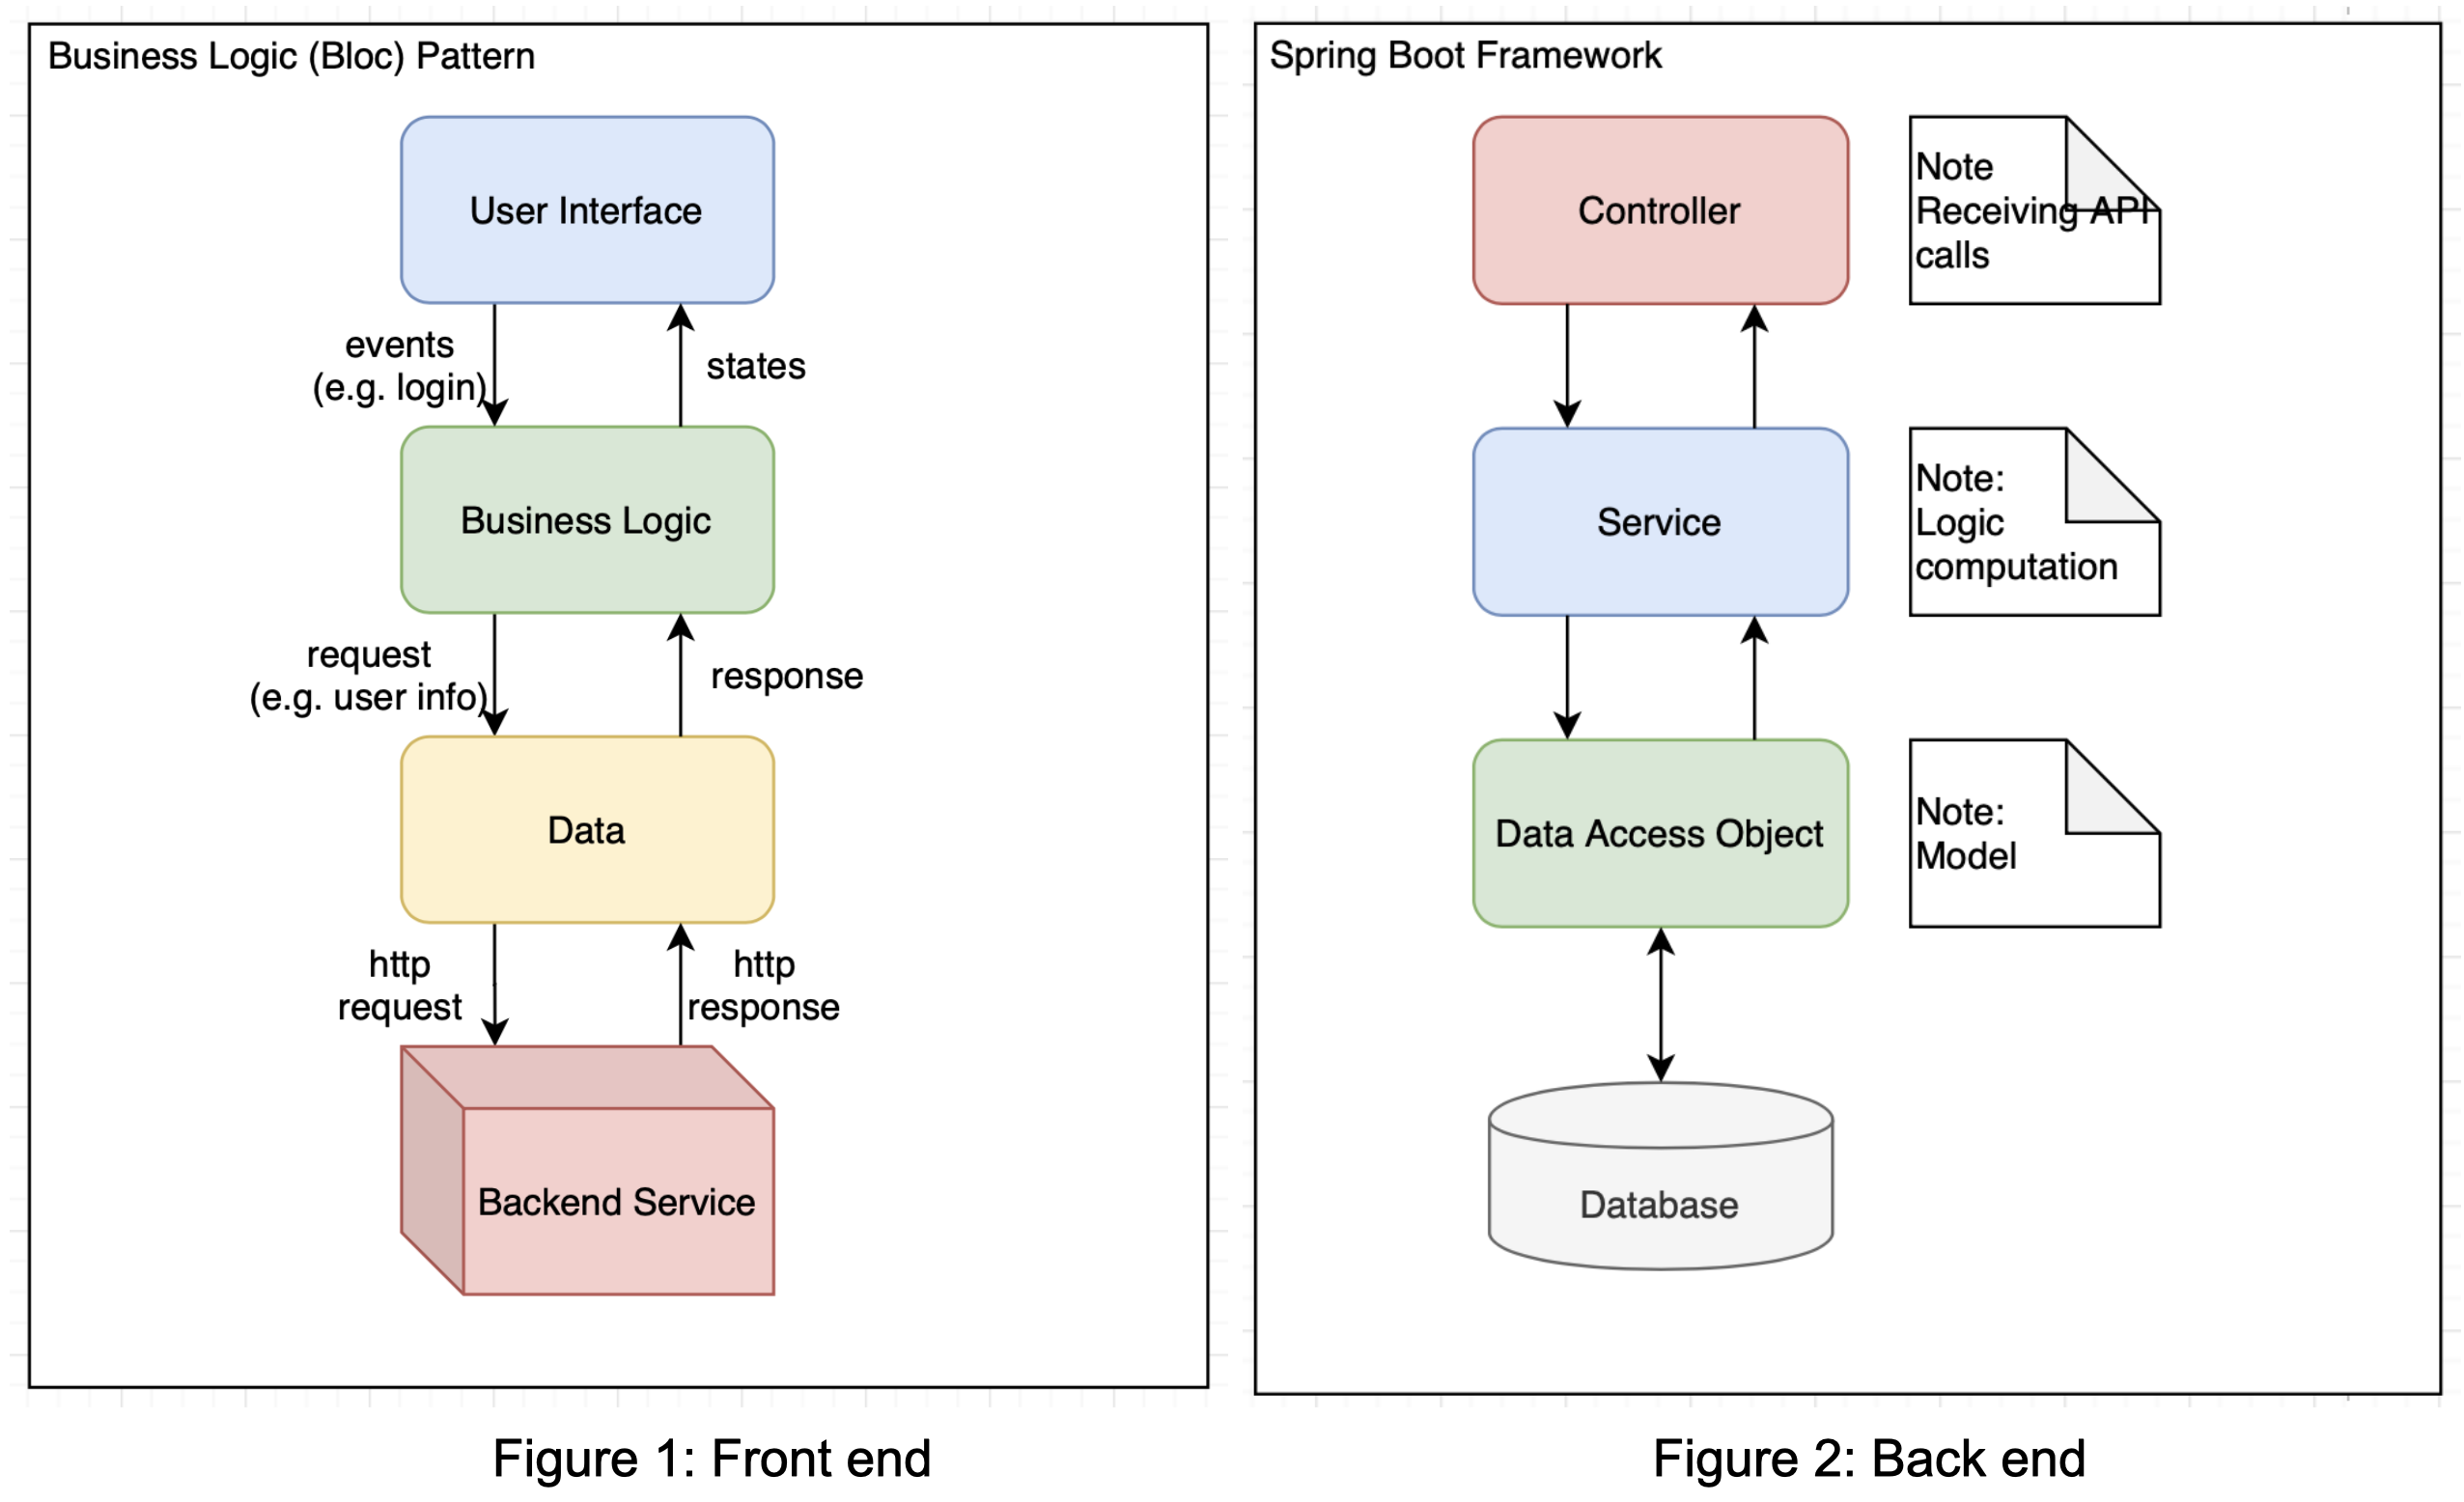 Business Logic (Bloc) Pattern
User Interface
events
(e.g. login)
states
Business Logic
request
(e.g. user info)
response
Data
http
request
http
response
Backend Service
Figure 1: Front end
Spring Boot Framework
Controller
Note
Receiving API
calls
Service
Note:
Logic
computation
Data Access Object
Note:
Model
Database
Figure 2: Back end